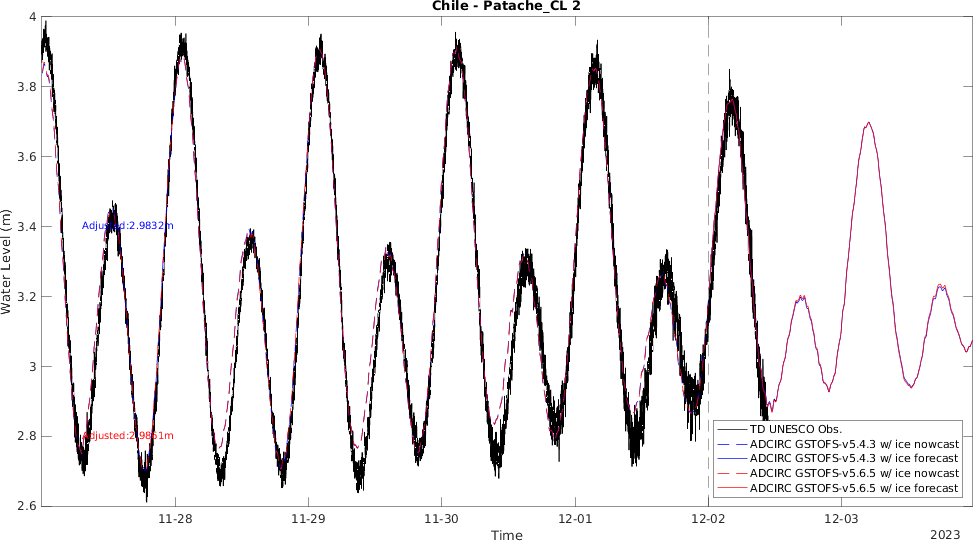 Chile - Patache_CL 2
4
3.8
3.6
3.4
3.2
3
2.8
2.6
Water Level (m)
Adjusted:2.9832m
Adjusted:2.9861m
TD UNESCO Obs.
ADCIRC GSTOFS-v5.4.3 w/ ice nowcast
ADCIRC GSTOFS-v5.4.3 w/ ice forecast
ADCIRC GSTOFS-v5.6.5 w/ ice nowcast
ADCIRC GSTOFS-v5.6.5 w/ ice forecast
11-28
11-29
11-30
12-01
12-02
12-03
Time
2023